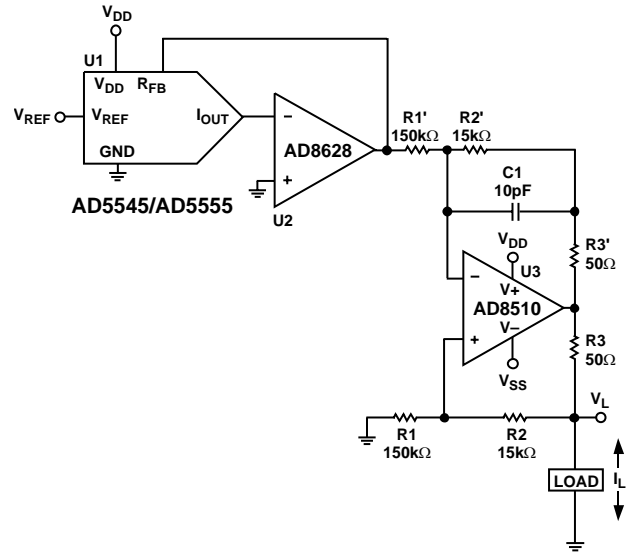 VDD
U1
VDD
RFB
VREF
VREF
IOUT
GND
AD5545/AD5555
−
AD8628
+
U2
R1'
150kΩ
R2'
15kΩ
C1
10pF
R3'
50Ω
VDD
U3
−
V+
AD8510
V−
+
VSS
R3
50Ω
VL
R1
150kΩ
R2
15kΩ
LOAD
IL